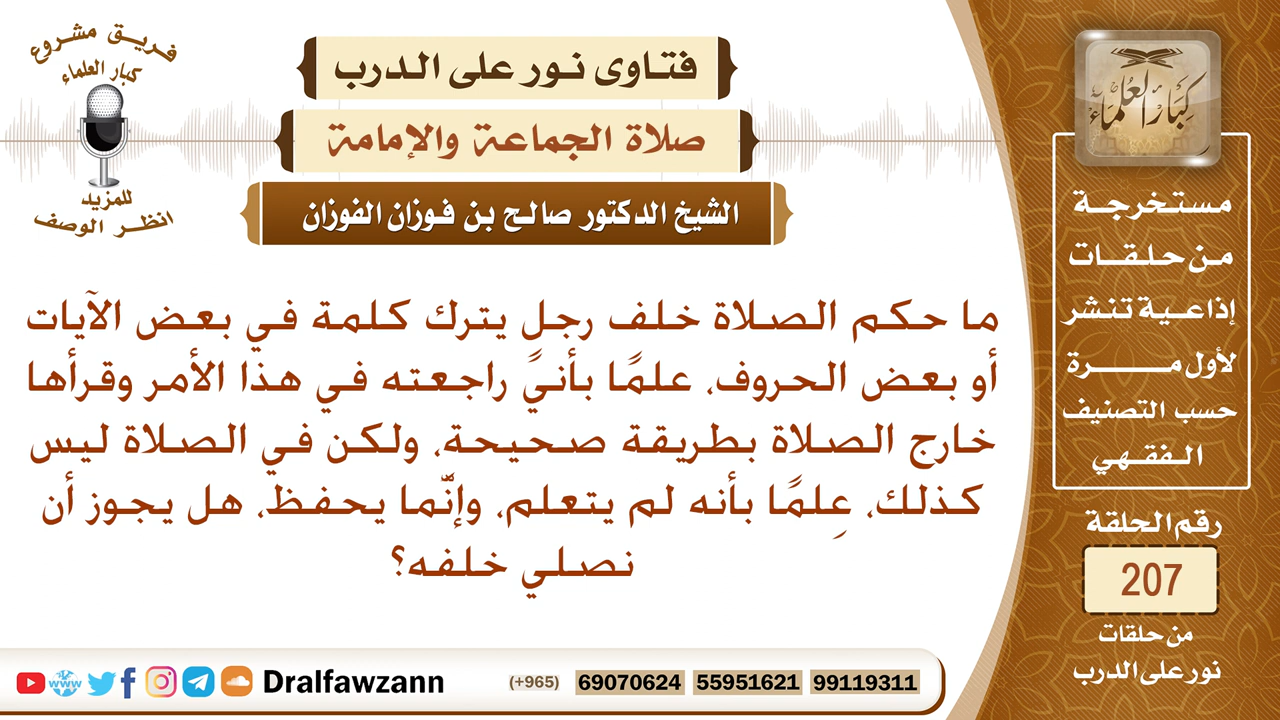 فريق مشروع
كبار العلماء
للمزيد
انظر الوصف
فتاوى نور على الدرب
صلاة الجماعة والإمامة
الشيخ الدكتور صالح بن فوزان الفوزان
ما حكم الصلاة خلف رجلٍ يترك كلمة في بعض الآيات
أو بعض الحروف، علمًا بأنيً راجعته في هذا الأمر وقرأها
خارج الصلاة بطريقة صحيحة، ولكن في الصلاة ليس
كذلك، عِلمًا بأنه لم يتعلم، وإنّما يحفظ، هل يجوز أن
نصلي خلفه؟
كبار العلماء
مستخرجة
من حلقات
إذاعية تنشر
لأول مرة
حسب التصنيف
الفقهي
رقم الحلقة
207
من حلقات
نور على الدرب
www
Dralfawzann
(+965) 69070624 55951621 99119311